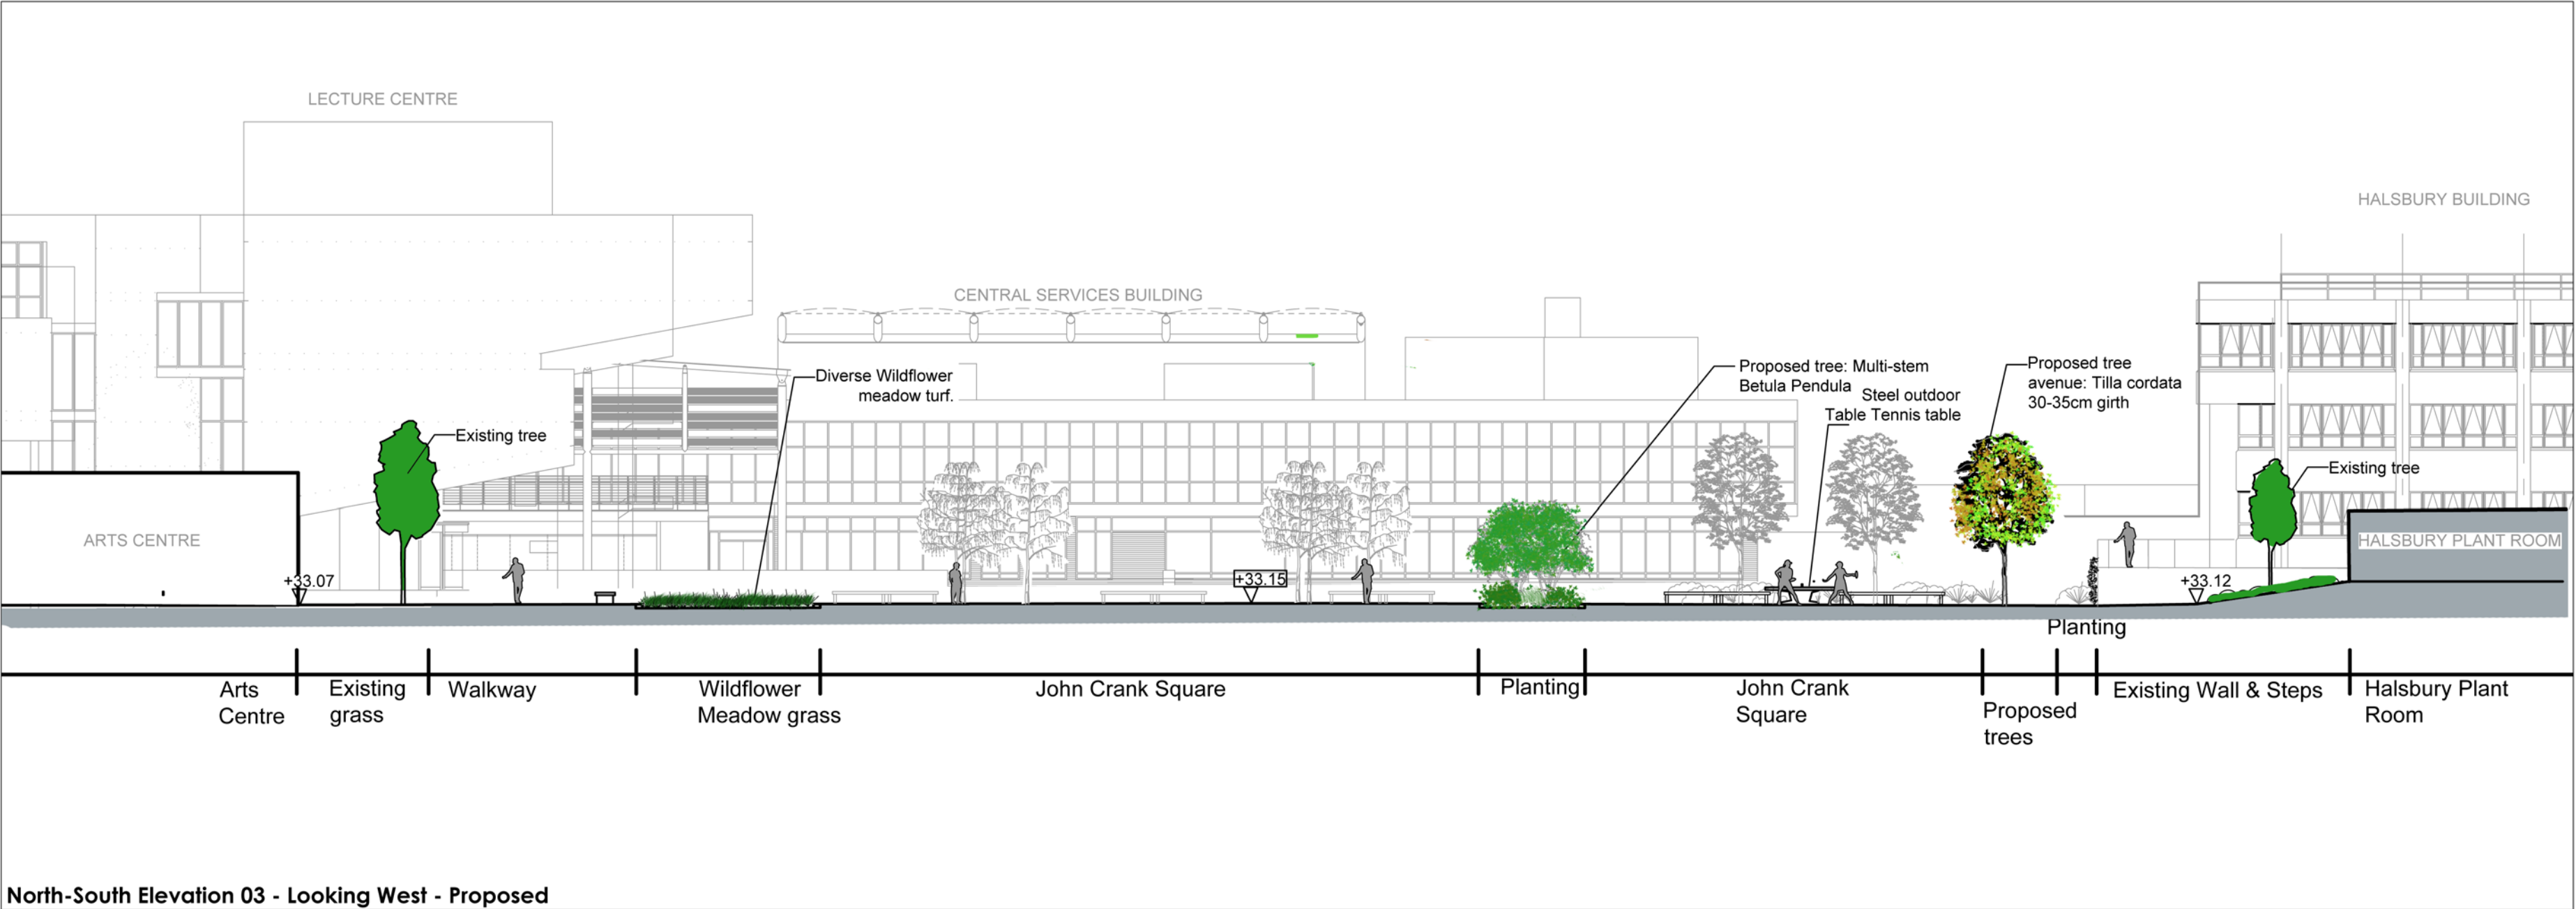 LECTURE CENTRE
HALSBURY BUILDING
CENTRAL SERVICES BUILDING
Diverse Wildflower
meadow turf.
Proposed tree: Multi-stem
Betula Pendula
Steel outdoor
Table Tennis table
Proposed tree
avenue: Tilla cordata
30-35cm girth
Existing tree
Existing tree
ARTS CENTRE
HALSBURY PLANT ROOM
+33.07
+33.15
+33.12
Planting
Arts
Centre
Existing
grass
Walkway
Wildflower
Meadow grass
John Crank Square
Planting
John Crank
Square
Proposed
trees
Existing Wall & Steps
Halsbury Plant
Room
North-South Elevation 03 - Looking West - Proposed